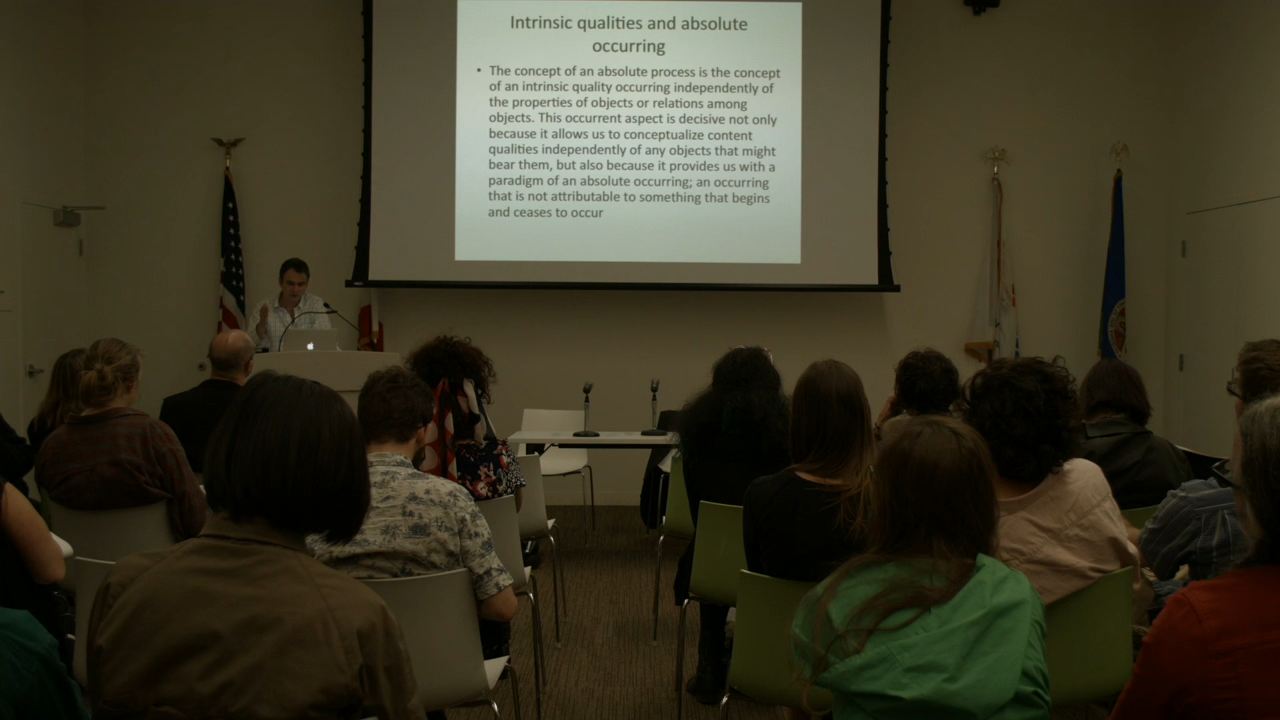 Intrinsic qualities and absolute
occurring
• The concept of an absolute process is the concept
of an intrinsic quality occurring independently of
the properties of objects or relations among
objects. This occurrent aspect is decisive not only
because it allows us to conceptualize content
qualities independently of any objects that might
bear them, but also because it provides us with a
paradigm of an absolute occurring; an occurring
that is not attributable to something that begins
and ceases to occur